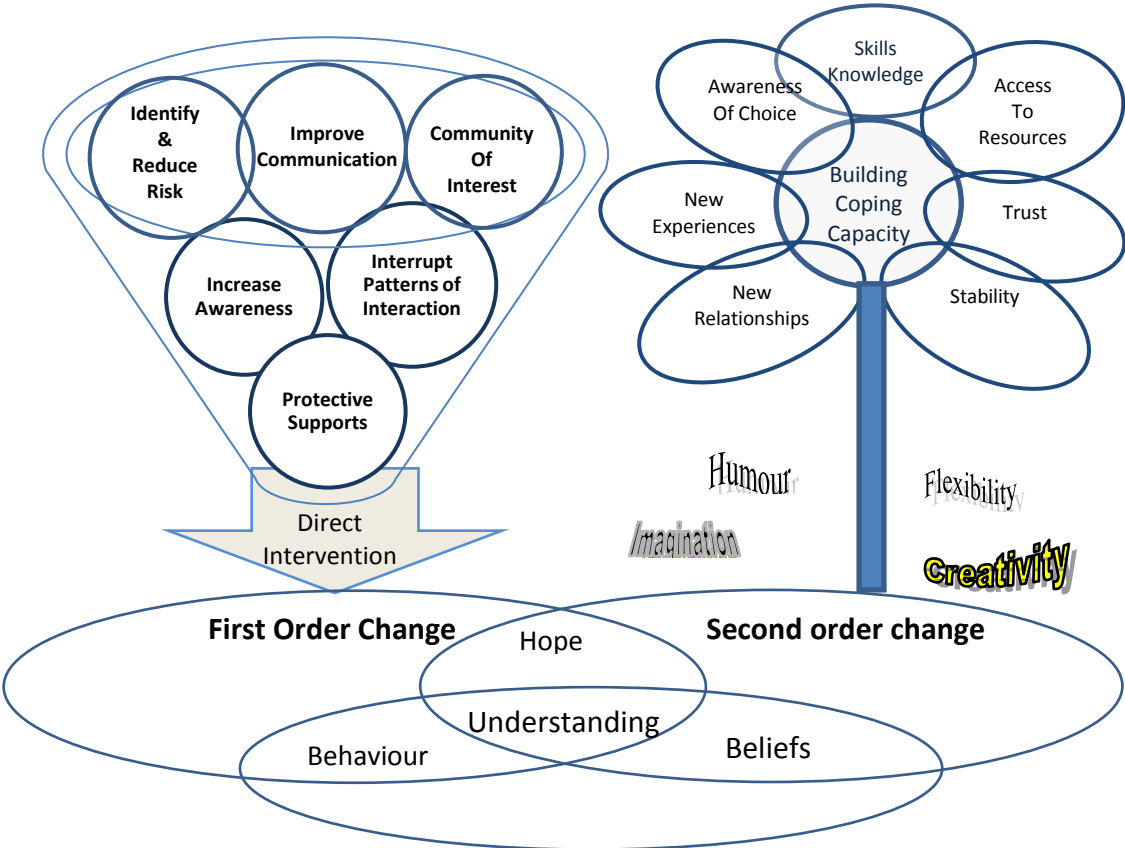 Identify
&
Reduce
Risk
Improve
Communication
Community
Of
Interest
Increase
Awareness
Interrupt
Patterns of
Interaction
Protective
Supports
Direct
Intervention
Skills
Knowledge
Awareness
Of Choice
Access
To
Resources
Building
Coping
Capacity
New
Experiences
Trust
New
Relationships
Stability
Humour
Flexibility
Imagination
Creativity
First Order Change
Second order change
Hope
Understanding
Behaviour
Beliefs